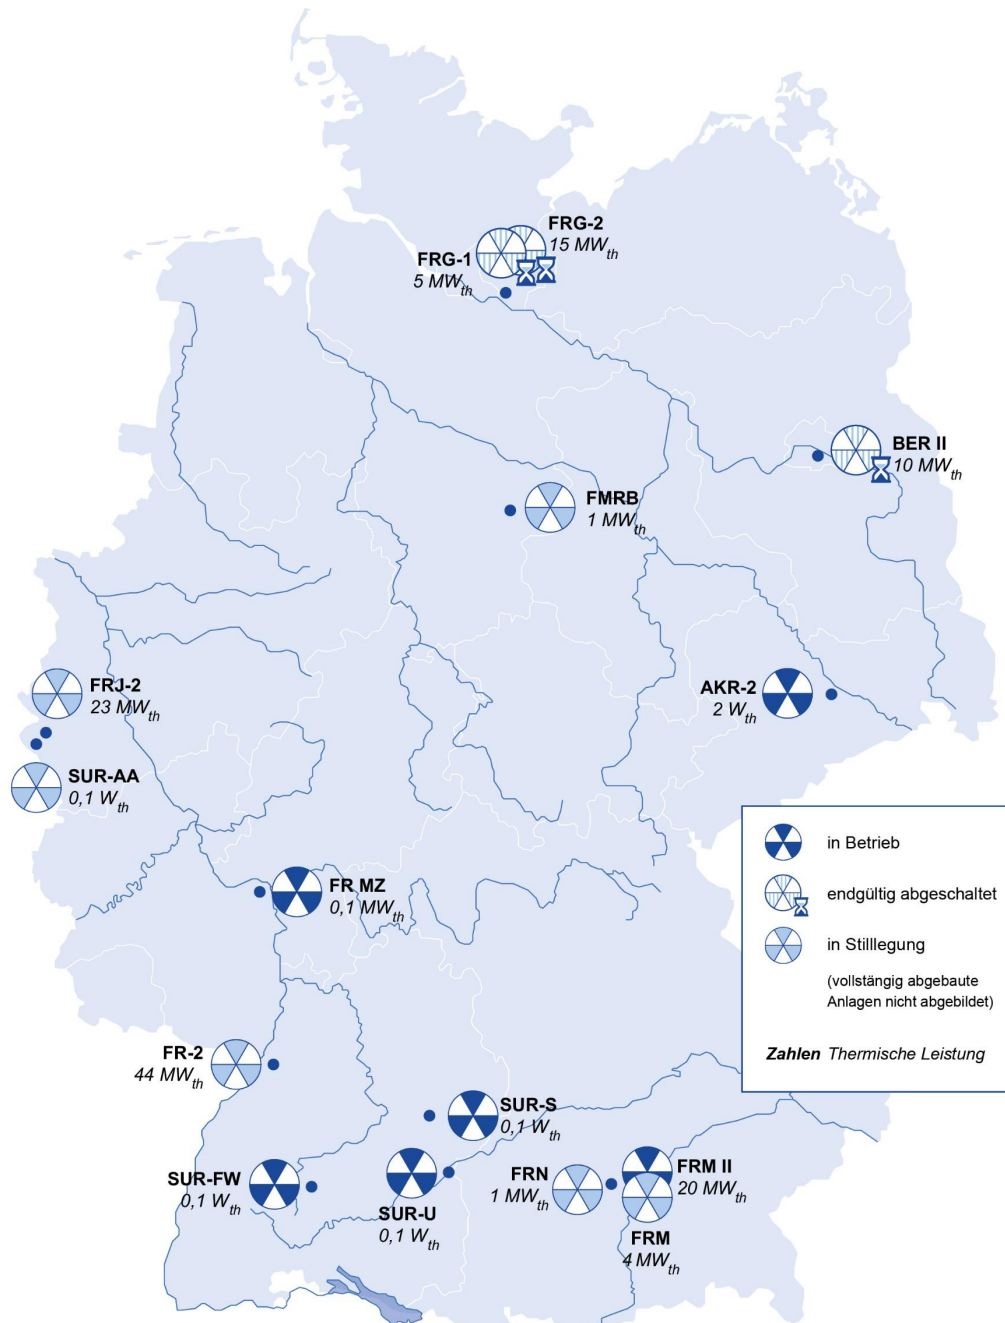 FRG-2
15 MWth
FRG-1
5 MWth
BER II
10 MWth
FMRB
1 MWth
FRJ-2
23 MWth
AKR-2
2 Wth
SUR-AA
0,1 Wth
in Betrieb
endgültig abgeschaltet
in Stilllegung
(vollstängig abgebaute
Anlagen nicht abgebildet)
Zahlen Thermische Leistung
FR MZ
0,1 MWth
FR-2
44 MWth
SUR-S
0,1 Wth
SUR-FW
0,1 Wth
SUR-U
0,1 Wth
FRN
1 MWth
FRM II
20 MWth
FRM
4 MWth